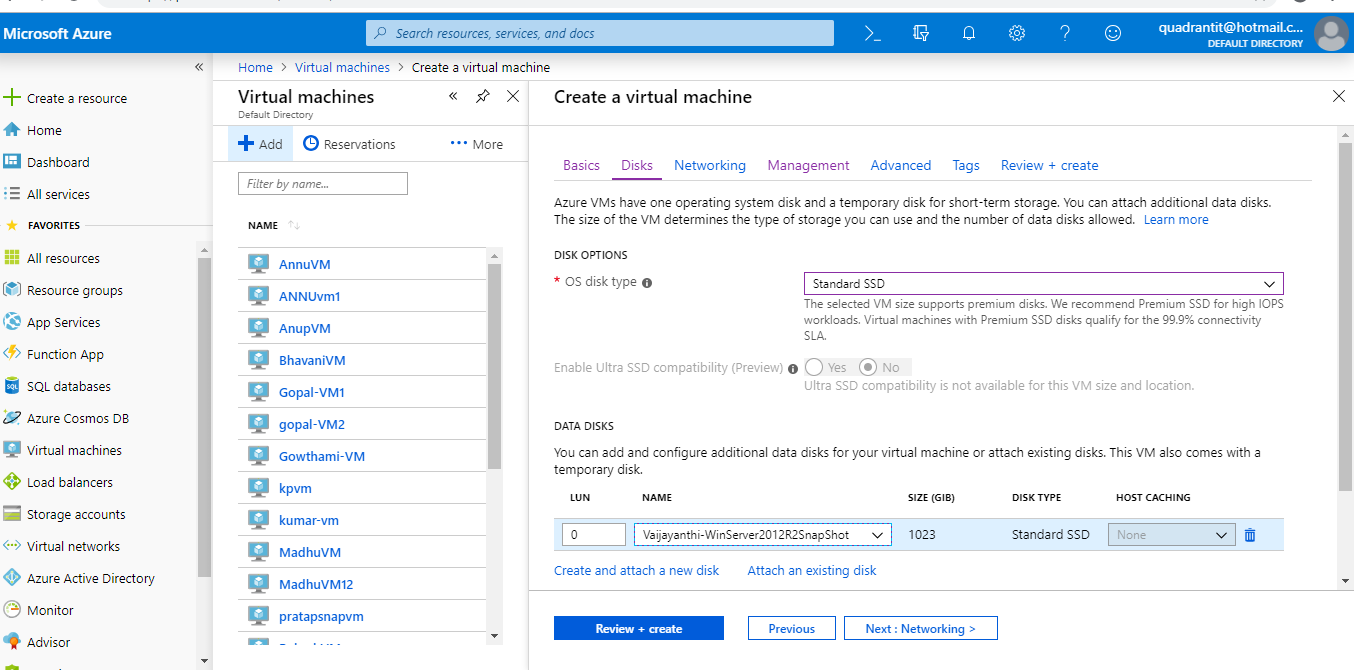 Microsoft Azure
Search resources, services, and docs
quadrantit@hotmail.c...
DEFAULT DIRECTORY
Create a resource
Home
Dashboard
All services
FAVORITES
All resources
Resource groups
App Services
Function App
SQL databases
Azure Cosmos DB
Virtual machines
Load balancers
Storage accounts
Virtual networks
Azure Active Directory
Monitor
Advisor
Home > Virtual machines > Create a virtual machine
Virtual machines
Default Directory
Add Reservations ••• More
Filter by name...
NAME
AnnuVM
ANNUvm1
AnupVM
BhavaniVM
Gopal-VM1
gopal-VM2
Gowthami-VM
kpvm
kumar-vm
MadhuVM
MadhuVM12
pratapsnapvm
Create a virtual machine
Basics Disks Networking Management Advanced Tags Review + create
Azure VMs have one operating system disk and a temporary disk for short-term storage. You can attach additional data disks.
The size of the VM determines the type of storage you can use and the number of data disks allowed. Learn more
DISK OPTIONS
* OS disk type Standard SSD
The selected VM size supports premium disks. We recommend Premium SSD for high IOPS
workloads. Virtual machines with Premium SSD disks qualify for the 99.9% connectivity
SLA.
Enable Ultra SSD compatibility (Preview) Yes No
Ultra SSD compatibility is not available for this VM size and location.
DATA DISKS
You can add and configure additional data disks for your virtual machine or attach existing disks. This VM also comes with a
temporary disk.
LUN NAME SIZE (GIB) DISK TYPE HOST CACHING
0 Vaijayanthi-WinServer2012R2SnapShot 1023 Standard SSD None
Create and attach a new disk Attach an existing disk
Review + create Previous Next : Networking >